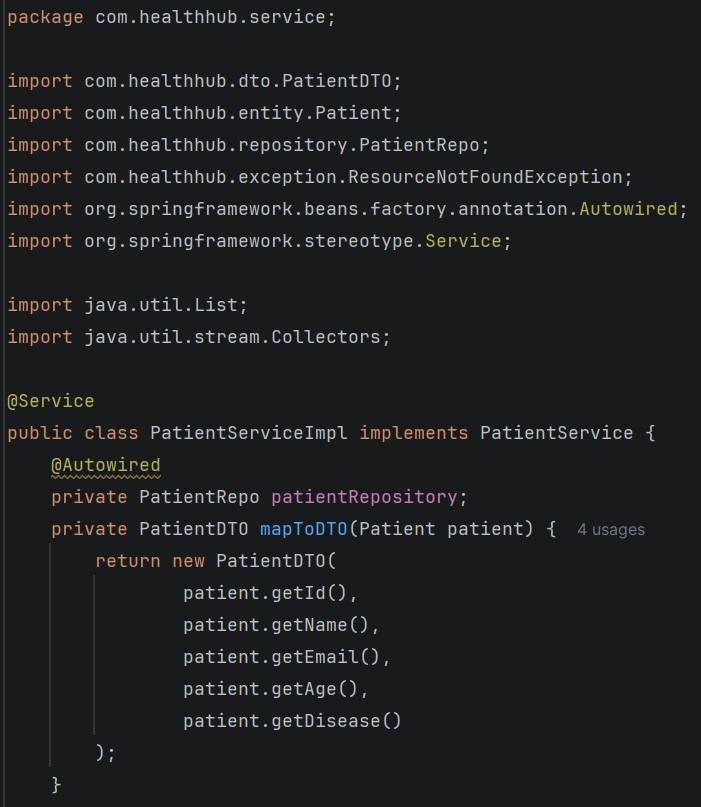 package com.healthhub.service;
import com.healthhub.dto.PatientDTO;
import com.healthhub.entity.Patient;
import com.healthhub.repository.PatientRepo;
import com.healthhub.exception.ResourceNotFoundException;
import org.springframework.beans.factory.annotation.Autowired;
import org.springframework.stereotype.Service;
import java.util.List;
import java.util.stream.Collectors;
@Service
public class PatientServiceImpl implements PatientService {
    @Autowired
    private PatientRepo patientRepository;
    private PatientDTO mapToDTO(Patient patient) {  4 usages
        return new PatientDTO(
                patient.getId(),
                patient.getName(),
                patient.getEmail(),
                patient.getAge(),
                patient.getDisease()
        );
    }